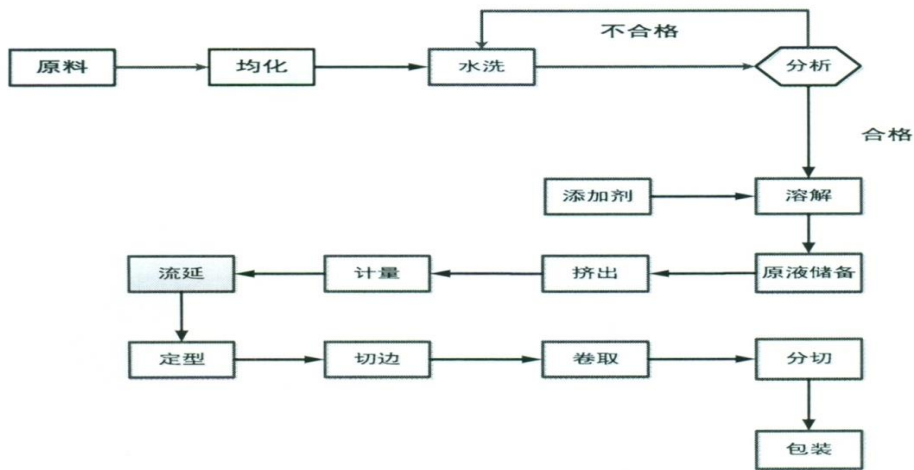 不合格
原料
均化
水洗
分析
合格
添加剂
溶解
流延
计量
挤出
原液储备
定型
切边
卷取
分切
包装